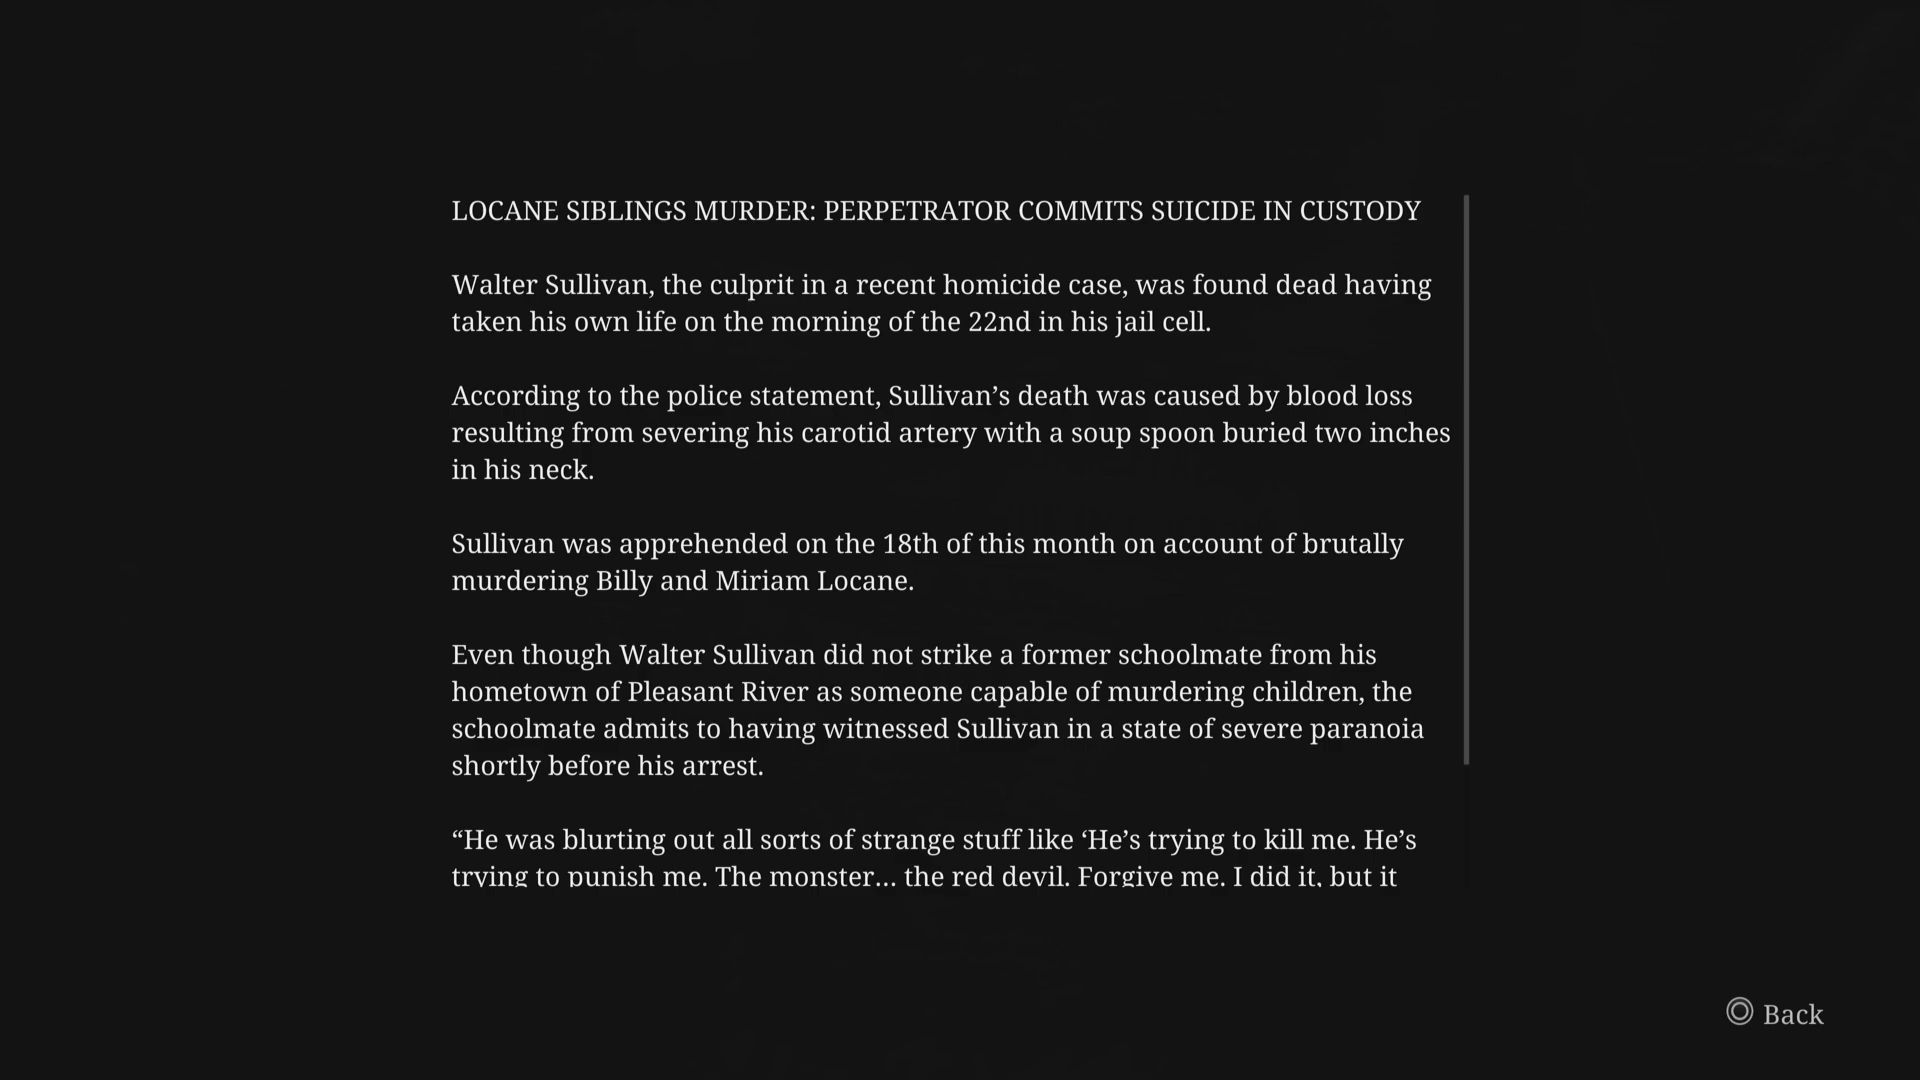 LOCANE SIBLINGS MURDER: PERPETRATOR COMMITS SUICIDE IN CUSTODY
Walter Sullivan, the culprit in a recent homicide case, was found dead having
taken his own life on the morning of the 22nd in his jail cell.
According to the police statement, Sullivan’s death was caused by blood loss
resulting from severing his carotid artery with a soup spoon buried two inches
in his neck.
Sullivan was apprehended on the 18th of this month on account of brutally
murdering Billy and Miriam Locane.
Even though Walter Sullivan did not strike a former schoolmate from his
hometown of Pleasant River as someone capable of murdering children, the
schoolmate admits to having witnessed Sullivan in a state of severe paranoia
shortly before his arrest.
“He was blurting out all sorts of strange stuff like ‘He’s trying to kill me. He’s
trying to punish me. The monster… the red devil. Forgive me. I did it, but it
Back